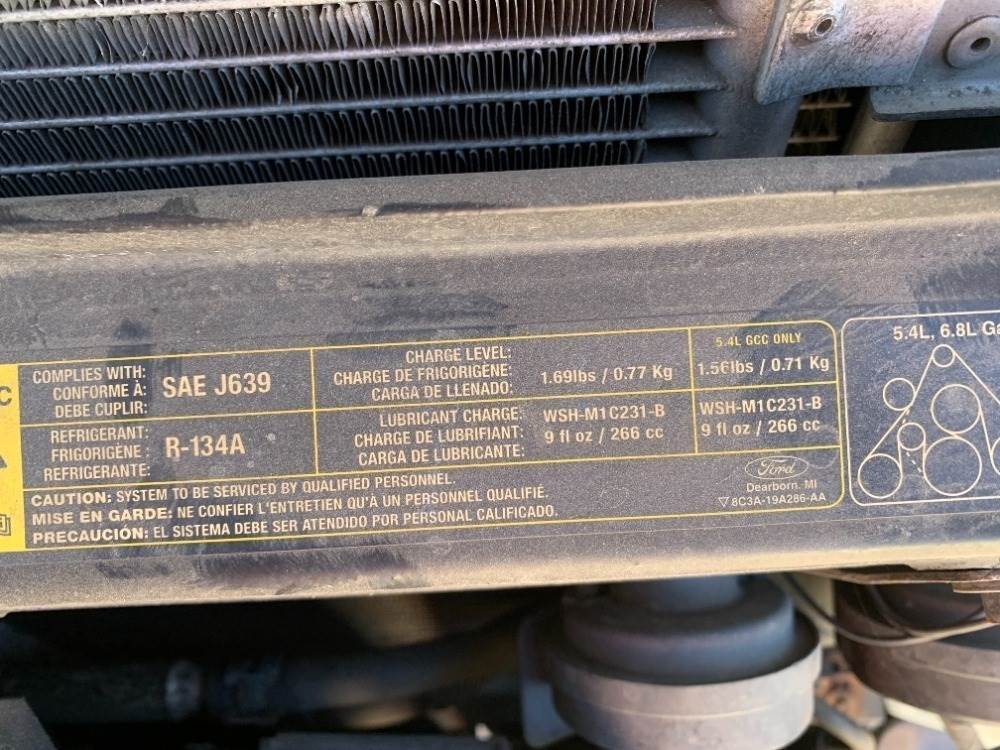 C
COMPLIES WITH:
CONFORME À:
DEBE CUPLIR:
SAE J639
CHARGE LEVEL:
CHARGE DE FRIGORIGÈNE:
CARGA DE LLENADO:
1.69lbs / 0.77 Kg
5.4L GCC ONLY
1.56lbs / 0.71 Kg
REFRIGERANT:
FRIGORIGÈNE :
REFRIGERANTE:
R-134A
LUBRICANT CHARGE:
CHARGE DE LUBRIFIANT:
CARGA DE LUBRICANTE:
WSH-M1C231-B
9 fl oz / 266 cc
WSH-M1C231-B
9 fl oz / 266 cc
CAUTION: SYSTEM TO BE SERVICED BY QUALIFIED PERSONNEL.
MISE EN GARDE: NE CONFIER L'ENTRETIEN QU'À UN PERSONNEL QUALIFIÉ.
PRECAUCIÓN: EL SISTEMA DEBE SER ATENDIDO POR PERSONAL CALIFICADO.
Ford
Dearborn, MI
8C3A-19A286-AA
5.4L, 6.8L Ga